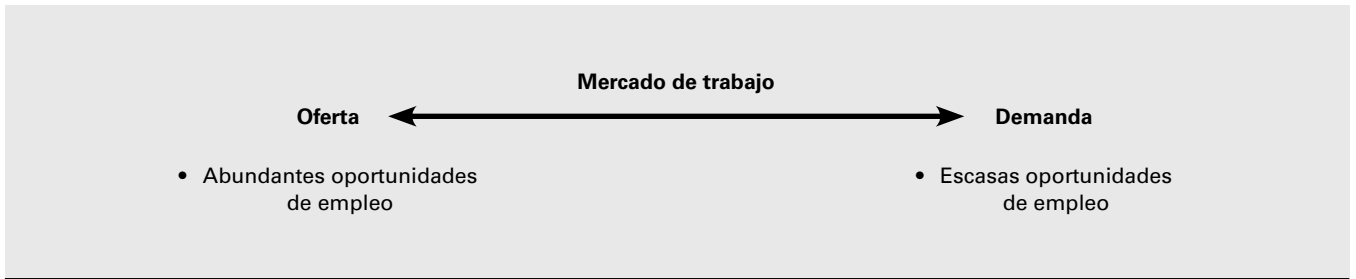 Mercado de trabajo
Oferta
Demanda
• Abundantes oportunidades
de empleo
• Escasas oportunidades
de empleo